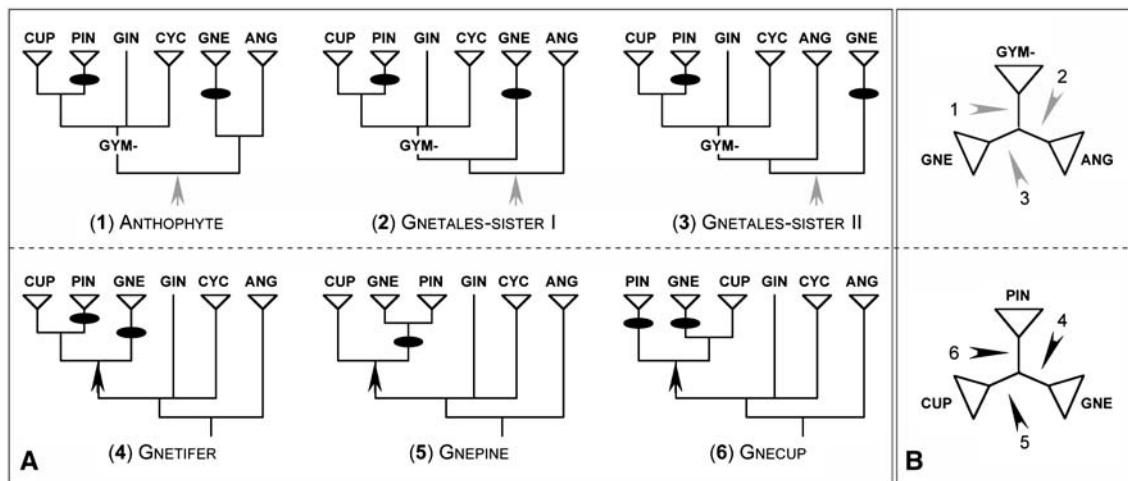 CUP PIN GIN CYC GNE ANG
GYM-
(1) ANTHOPHYTE
CUP PIN GIN CYC GNE ANG
GYM-
(2) GNETALES-SISTER I
CUP PIN GIN CYC ANG GNE
GYM-
(3) GNETALES-SISTER II
GYM-
1
2
GNE
ANG
3
CUP PIN GNE GIN CYC ANG
(4) GNETIFER
CUP GNE PIN GIN CYC ANG
(5) GNEPINE
PIN GNE CUP GIN CYC ANG
(6) GNECUP
A
PIN
4
6
CUP
GNE
5
B